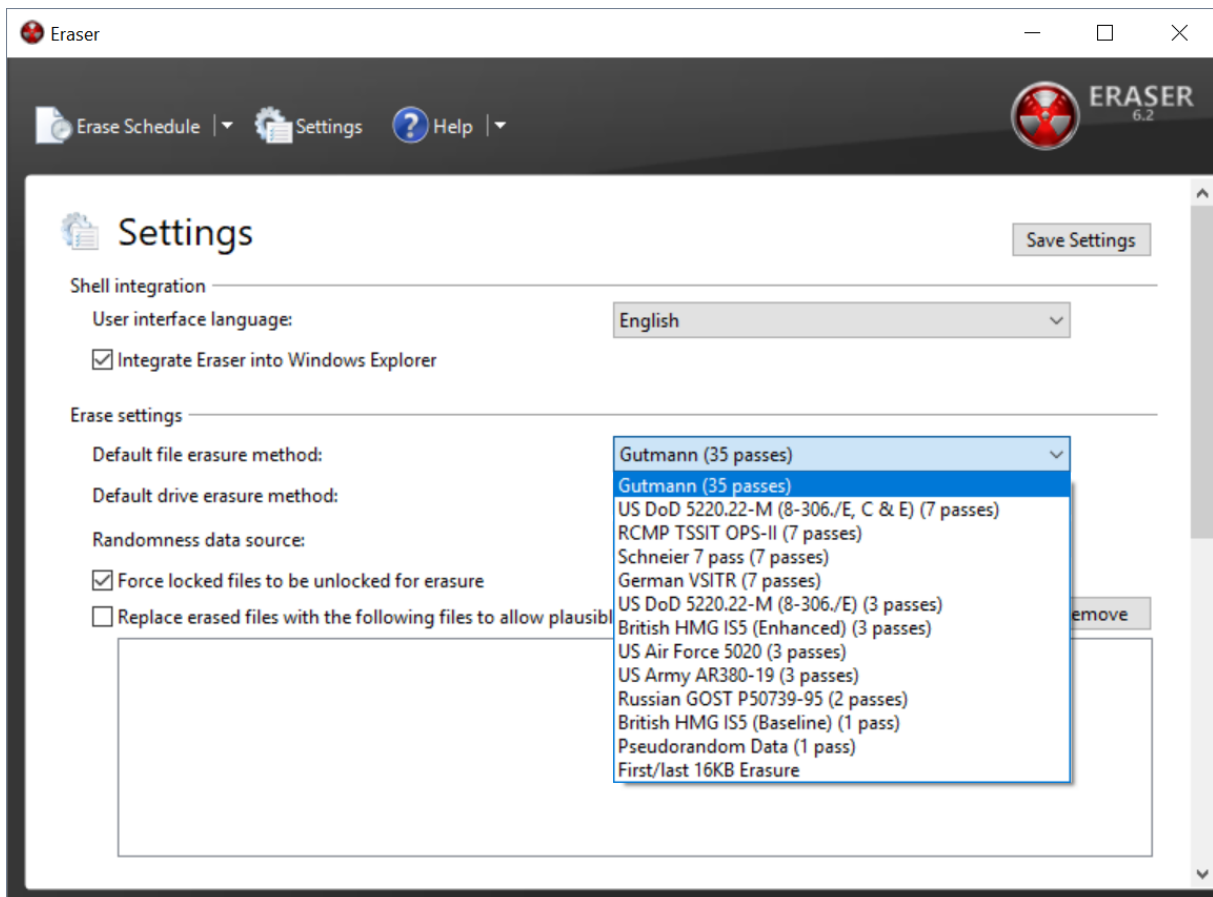 Eraser
Erase Schedule Settings Help
ERASER
6.2
Settings
Save Settings
Shell integration
User interface language: English
Integrate Eraser into Windows Explorer
Erase settings
Default file erasure method: Gutmann (35 passes)
Default drive erasure method:
Randomness data source:
Force locked files to be unlocked for erasure
Replace erased files with the following files to allow
Gutmann (35 passes)
US DoD 5220.22-M (8-306./E, C & E) (7 passes)
RCMP TSSIT OPS-II (7 passes)
Schneier 7 pass (7 passes)
German VSITR (7 passes)
US DoD 5220.22-M (8-306./E) (3 passes)
British HMG IS5 (Enhanced) (3 passes)
US Air Force 5020 (3 passes)
US Army AR380-19 (3 passes)
Russian GOST P50739-95 (2 passes)
British HMG IS5 (Baseline) (1 pass)
Pseudorandom Data (1 pass)
First/last 16KB Erasure